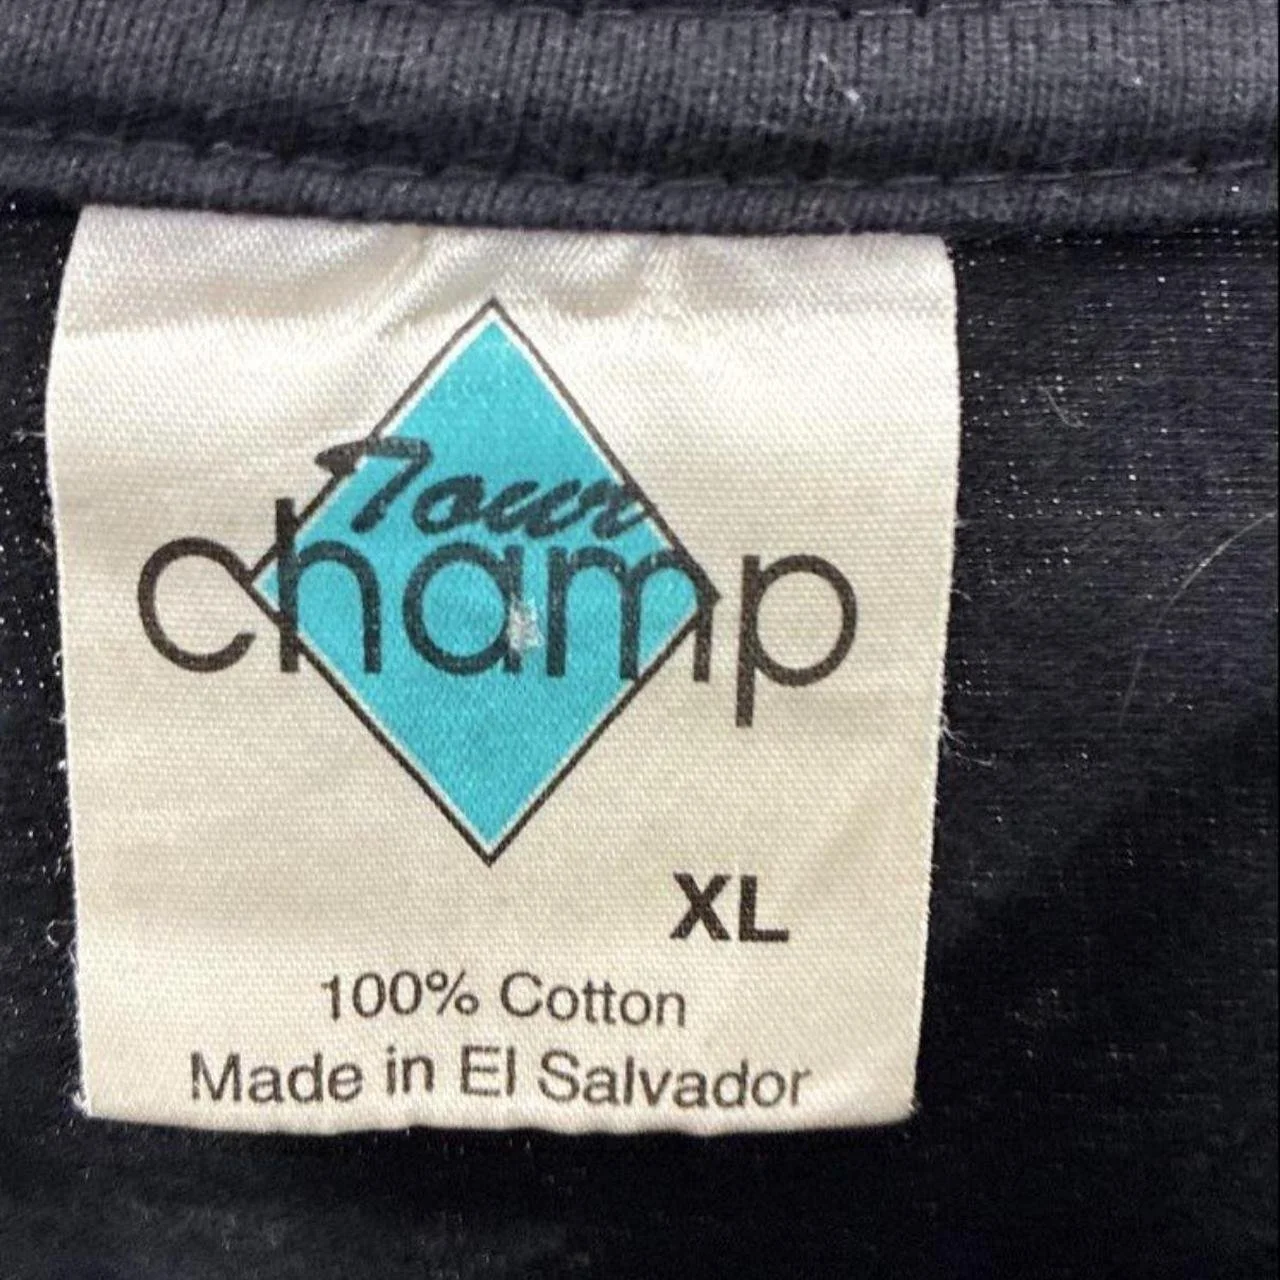 Tour
champ
XL
100% Cotton
Made in El Salvador